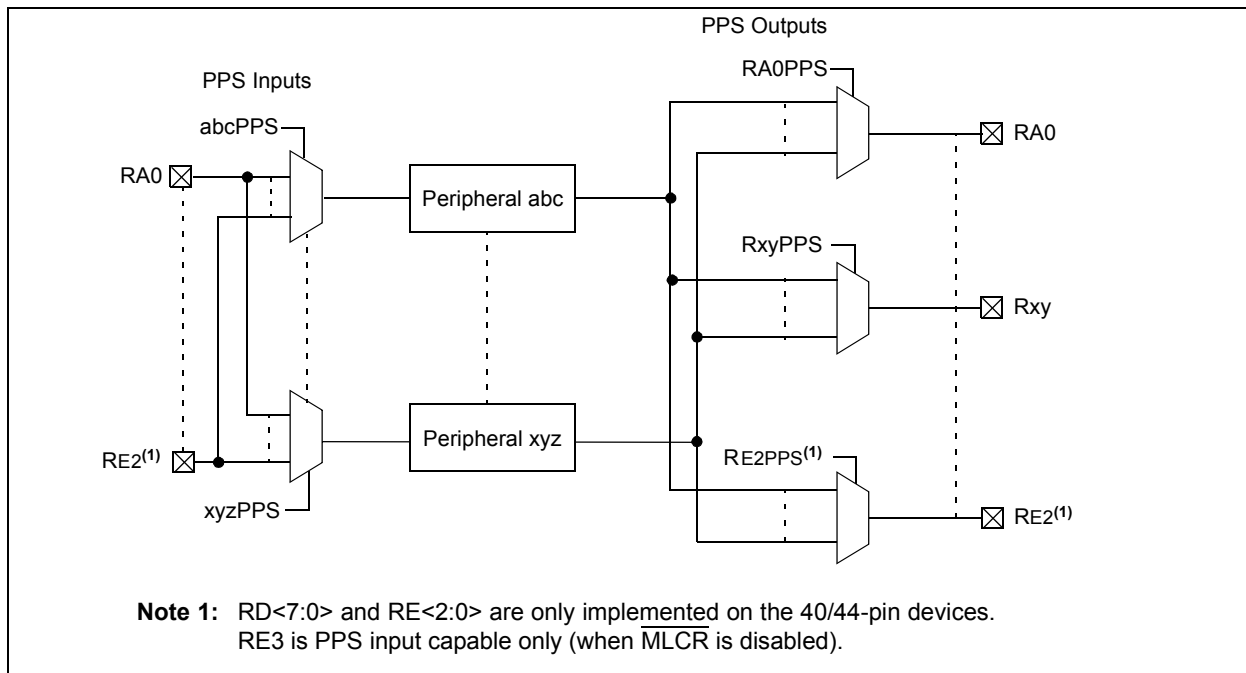 PPS Outputs
RA0PPS
PPS Inputs
abcPPS
RA0
RA0
Peripheral abc
RxyPPS
Rxy
Peripheral xyz
RE2(1)
RE2PPS(1)
xyzPPS
RE2(1)
Note 1: RD<7:0> and RE<2:0> are only implemented on the 40/44-pin devices.
RE3 is PPS input capable only (when MLCR is disabled).